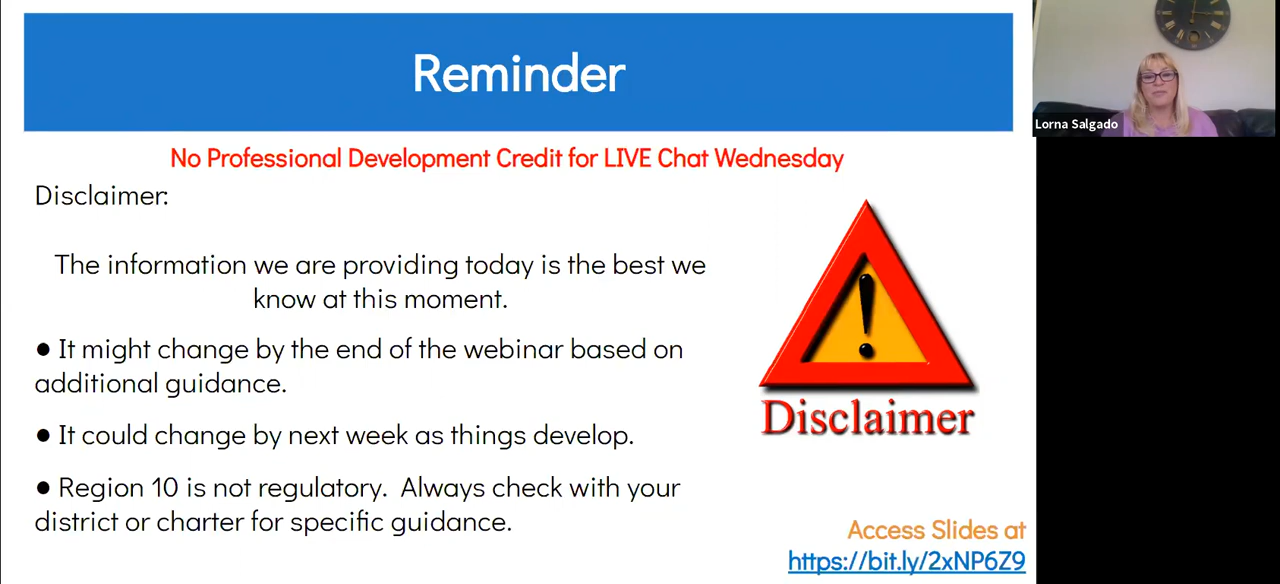 Reminder
No Professional Development Credit for LIVE Chat Wednesday
Disclaimer:
The information we are providing today is the best we
know at this moment.
● It might change by the end of the webinar based on
additional guidance.
● It could change by next week as things develop.
● Region 10 is not regulatory.  Always check with your
district or charter for specific guidance.
Disclaimer
Access Slides at
https://bit.ly/2xNP6Z9
Lorna Salgado